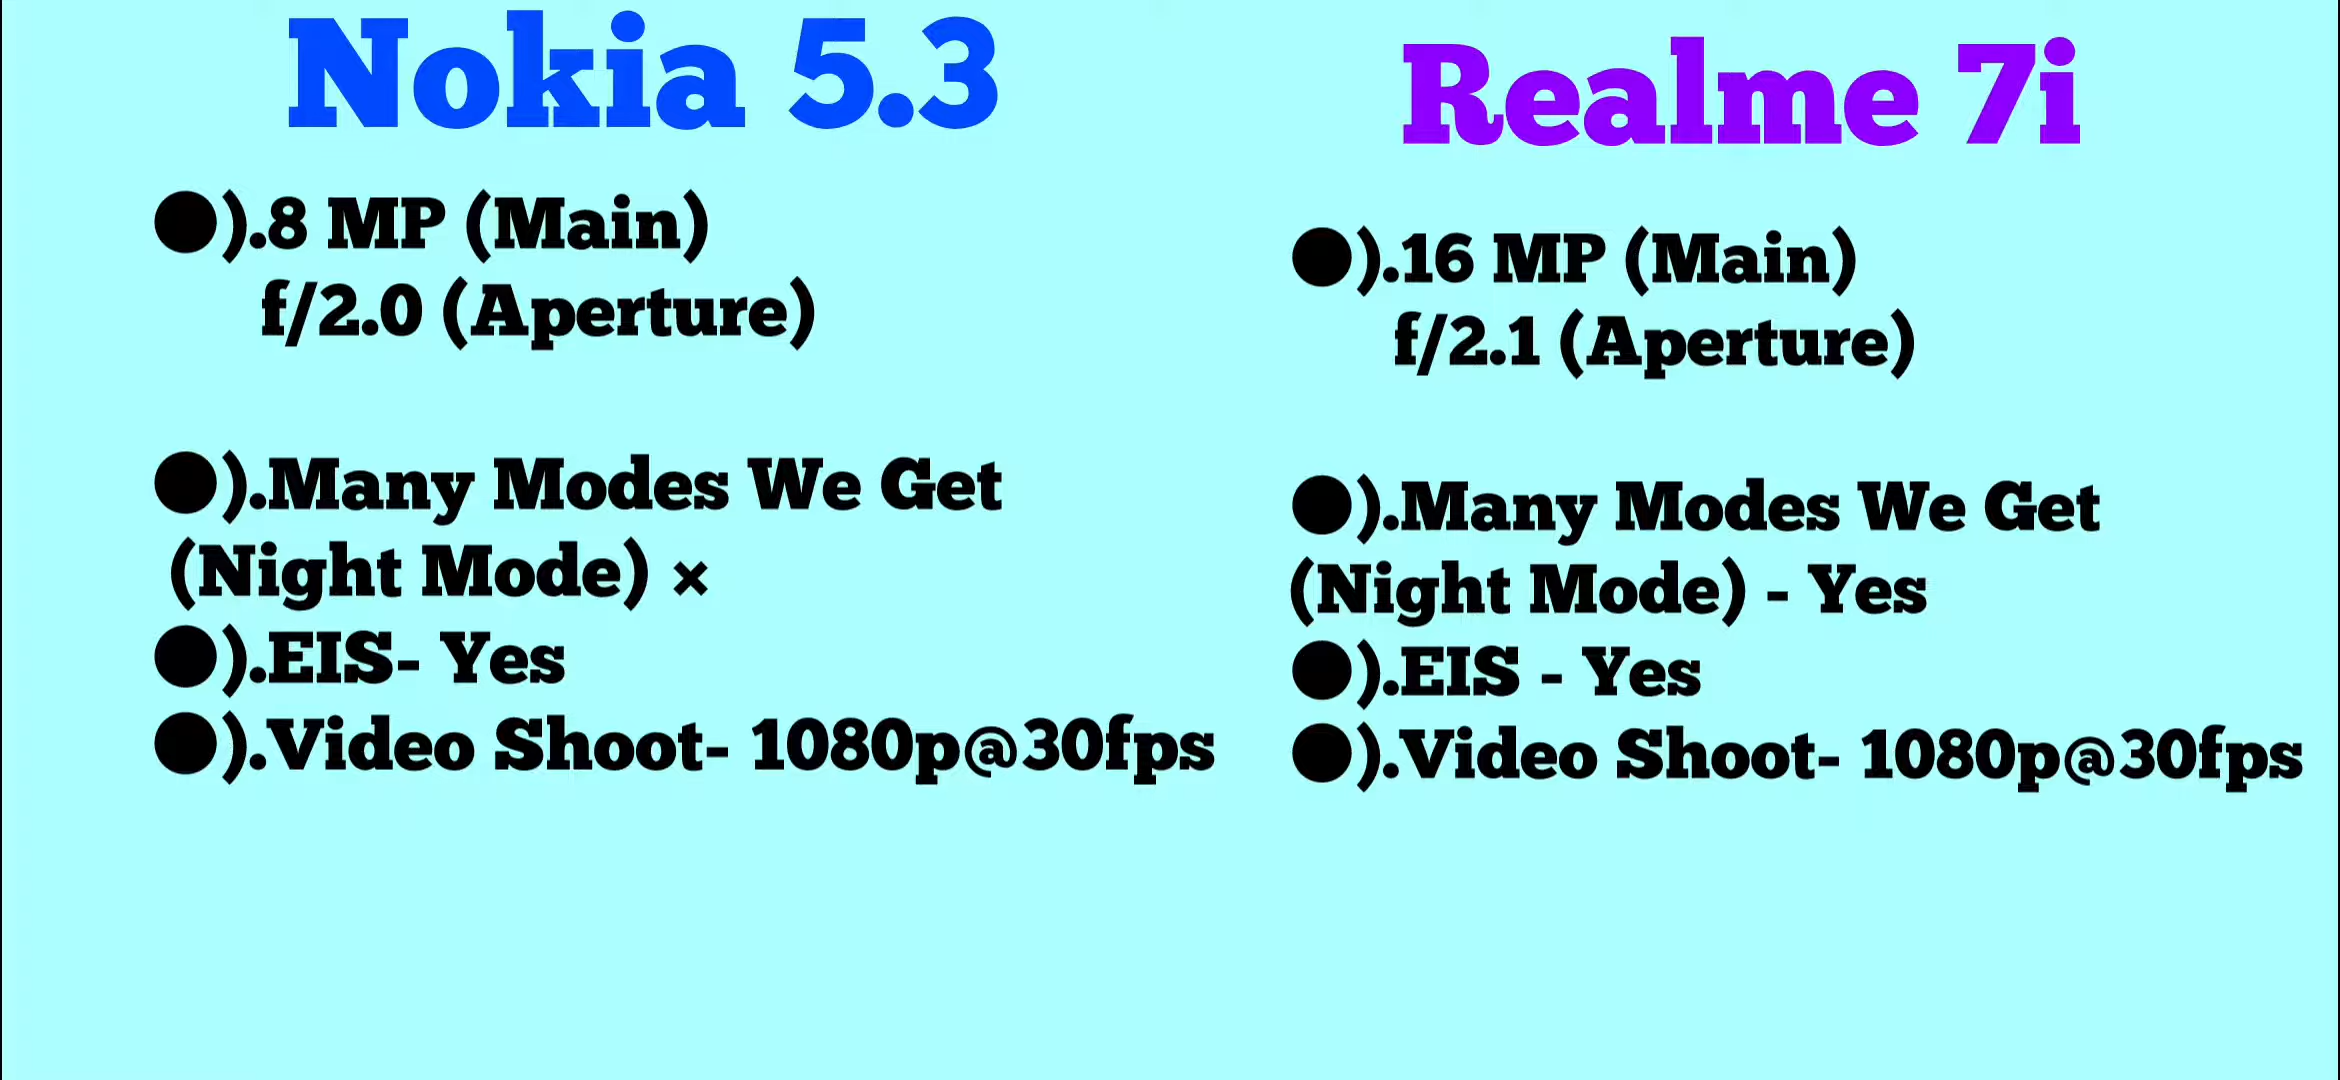 Nokia 5.3
●).8 MP (Main)
f/2.0 (Aperture)
●).Many Modes We Get
(Night Mode) ×
●).EIS- Yes
●).Video Shoot- 1080p@30fps
Realme 7i
●).16 MP (Main)
f/2.1 (Aperture)
●).Many Modes We Get
(Night Mode) - Yes
●).EIS - Yes
●).Video Shoot- 1080p@30fps